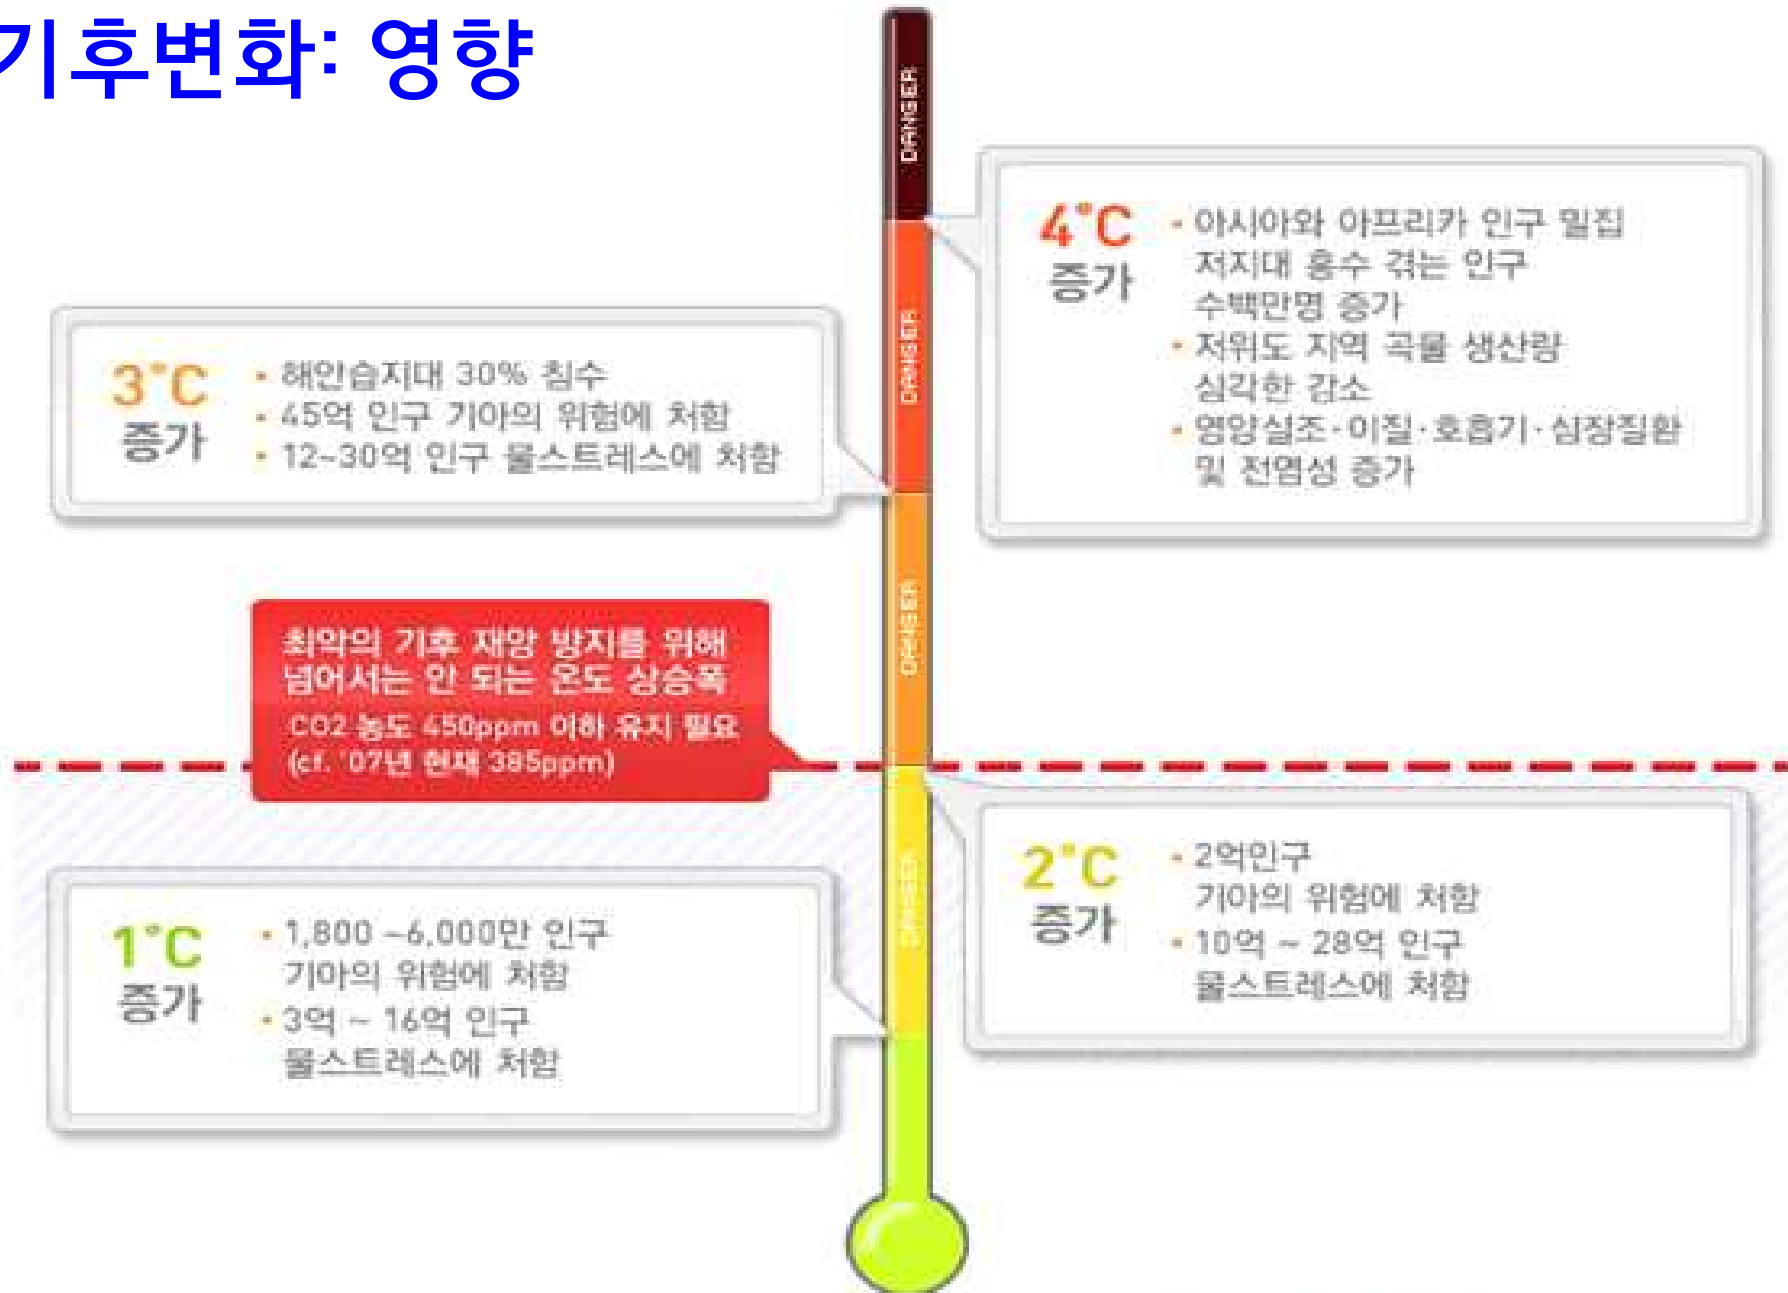 기후변화: 영향
DANGER
4°C
증가
• 아시아와 아프리카 인구 밀집
저지대 홍수 겪는 인구
수백만명 증가
• 저위도 지역 곡물 생산량
심각한 감소
• 영양실조·이질·호흡기·심장질환
및 전염성 증가
DANGER
3°C
증가
• 해안습지대 30% 침수
• 45억 인구 기아의 위험에 처함
• 12~30억 인구 물스트레스에 처함
DANGER
최악의 기후 재앙 방지를 위해
넘어서는 안 되는 온도 상승폭
CO2 농도 450ppm 이하 유지 필요
(cf. '07년 현재 385ppm)
DANGER
2°C
증가
• 2억인구
기아의 위험에 처함
• 10억 ~ 28억 인구
물스트레스에 처함
1°C
증가
• 1,800 ~6,000만 인구
기아의 위험에 처함
• 3억 ~ 16억 인구
물스트레스에 처함